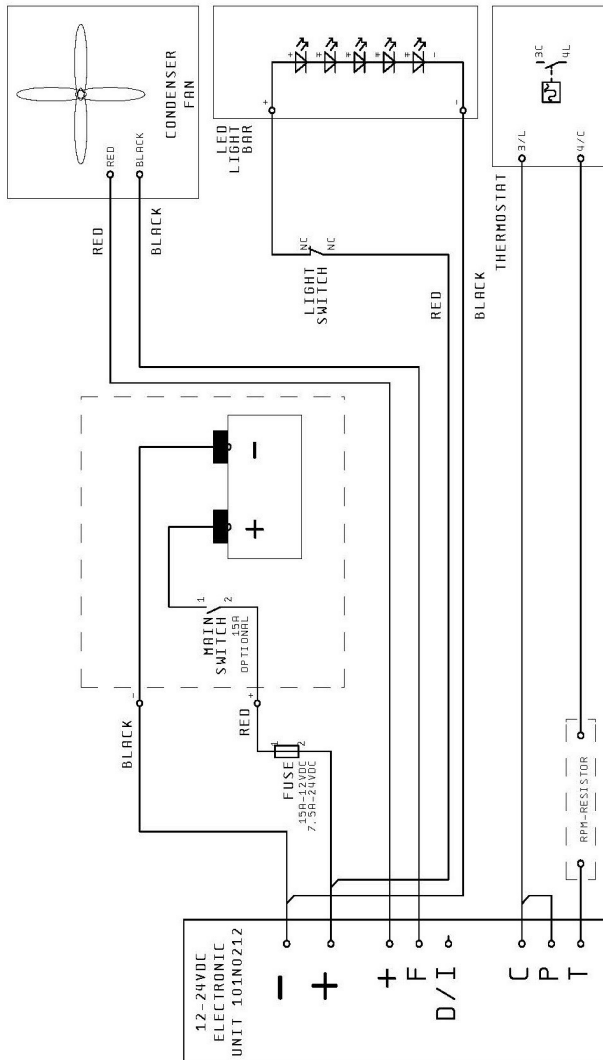 CONDENSER
FAN
RED
BLACK
RED
BLACK
LED
LIGHT
BAR
+
-
+
+
+
+
+
-
LIGHT
SWITCH
NC
NC
RED
BLACK
THERMOSTAT
3/L
4/C
3C
4L
-
+
MAIN
SWITCH
15A
OPTIONAL
1
2
-
+
BLACK
RED
FUSE
15A-12VDC
7.5A-24VDC
1
2
RPM-RESISTOR
12-24VDC
ELECTRONIC
UNIT 101N0212
-
+
+
F
D/I
C
P
T